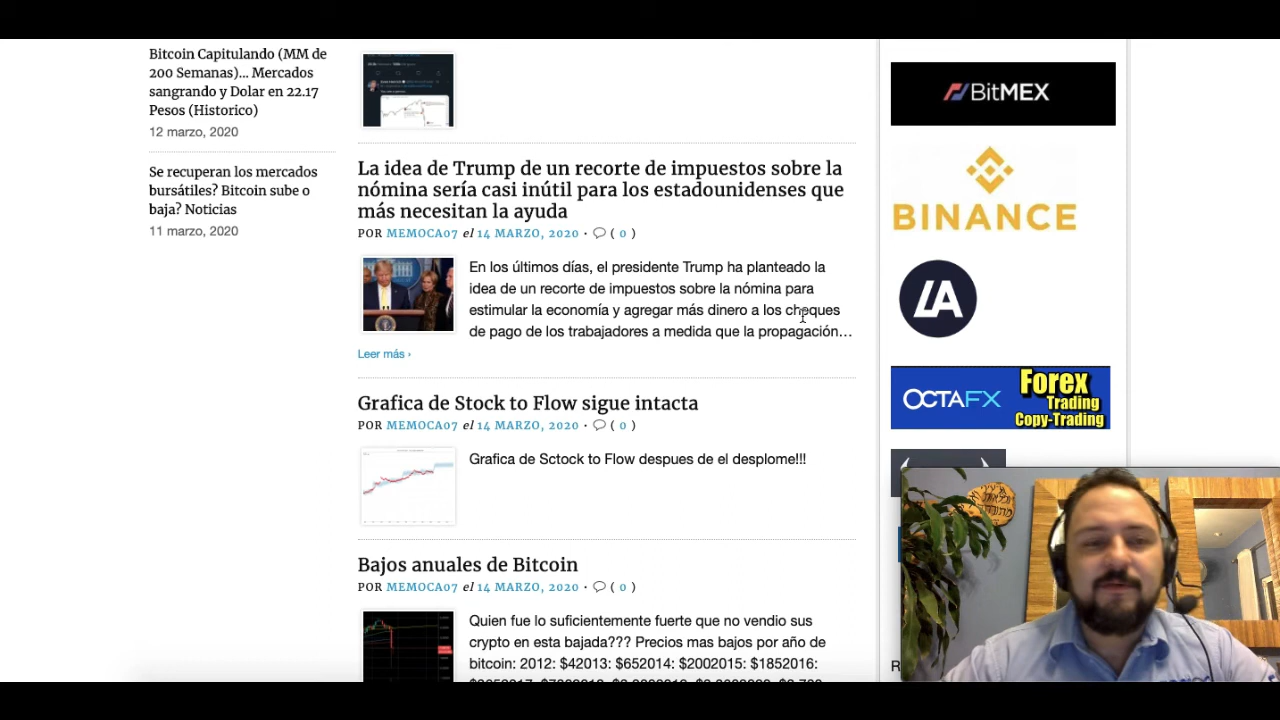 Bitcoin Capitulando (MM de
200 Semanas)... Mercados
sangrando y Dolar en 22.17
Pesos (Historico)
12 marzo, 2020
Se recuperan los mercados
bursátiles? Bitcoin sube o
baja? Noticias
11 marzo, 2020
La idea de Trump de un recorte de impuestos sobre la
nómina sería casi inútil para los estadounidenses que
más necesitan la ayuda
POR MEMOCA07 el 14 MARZO, 2020 • ( 0 )
En los últimos días, el presidente Trump ha planteado la
idea de un recorte de impuestos sobre la nómina para
estimular la economía y agregar más dinero a los cheques
de pago de los trabajadores a medida que la propagación…
Leer más ›
Grafica de Stock to Flow sigue intacta
POR MEMOCA07 el 14 MARZO, 2020 • ( 0 )
Grafica de Sctock to Flow despues de el desplome!!!
Bajos anuales de Bitcoin
POR MEMOCA07 el 14 MARZO, 2020 • ( 0 )
Quien fue lo suficientemente fuerte que no vendio sus
crypto en esta bajada??? Precios mas bajos por año de
bitcoin: 2012: $42013: $652014: $2002015: $1852016:
BitMEX
BINANCE
LA
OCTAFX
Forex
Trading
Copy-Trading
R